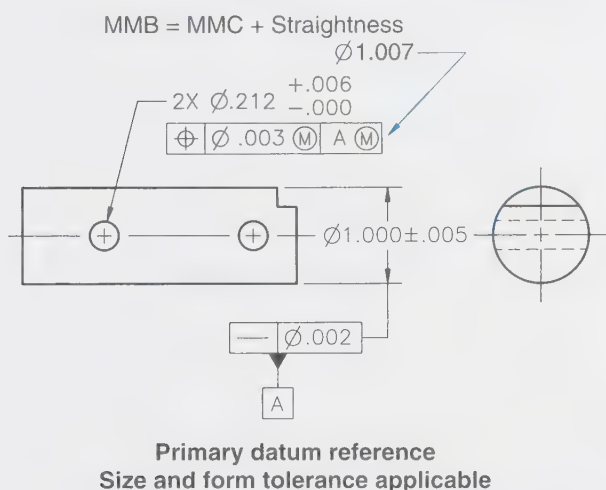 MMB = MMC + Straightness
Ø1.007
2X Ø.212 +.006 -.000
⌖ Ø .003 Ⓜ A Ⓜ
Ø1.000±.005
— Ø.002
A
Primary datum reference
Size and form tolerance applicable